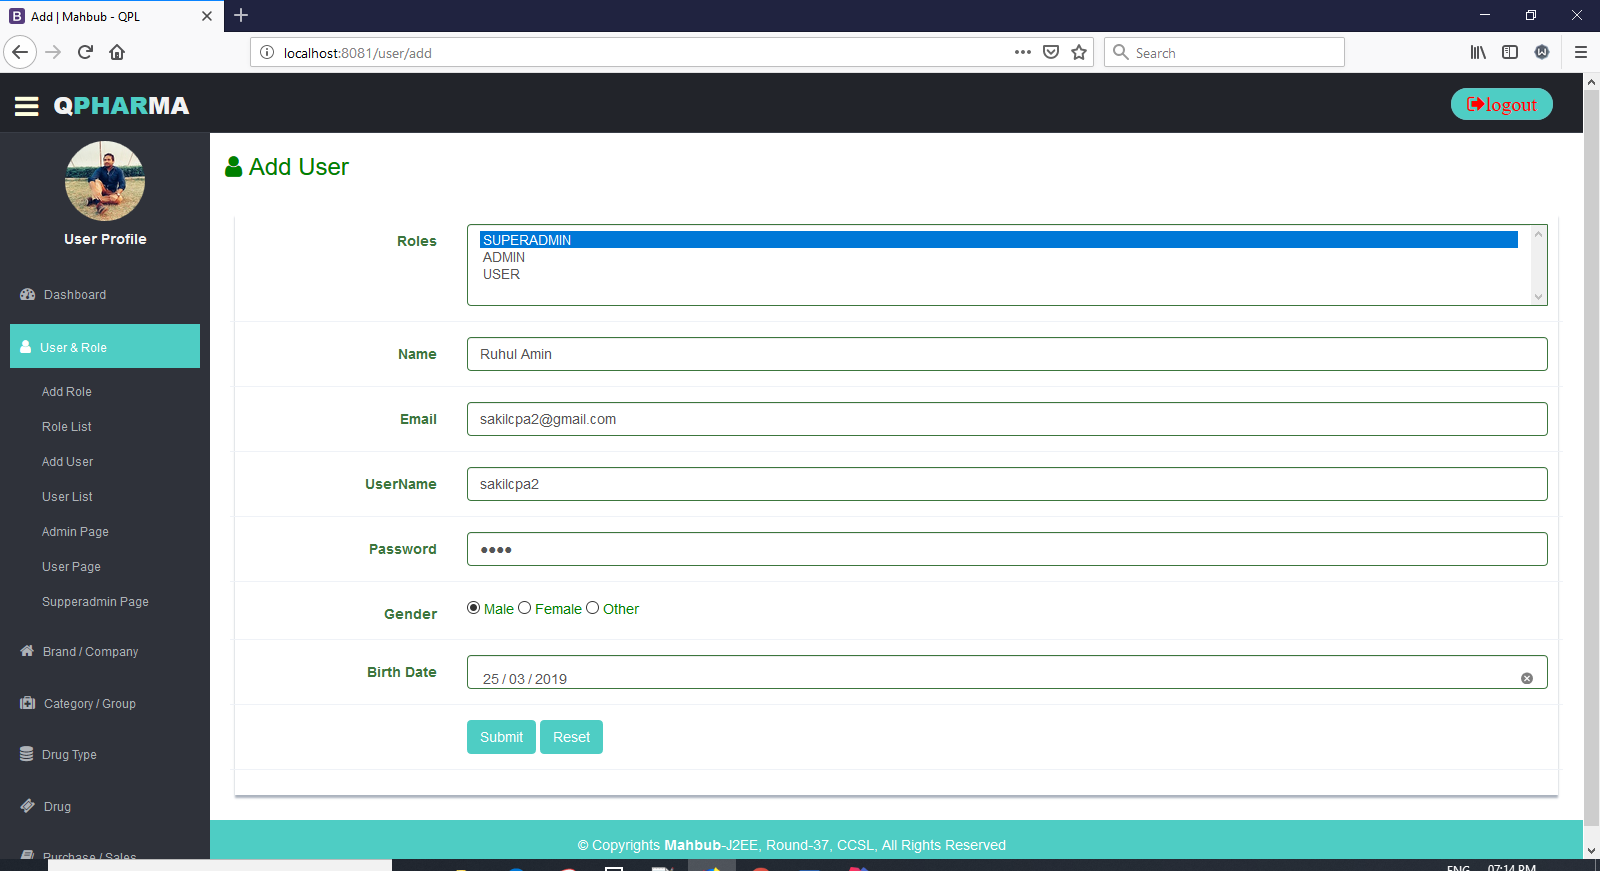 B Add | Mahbub - QPL
localhost:8081/user/add
Search
QPHARMA
logout
User Profile
Dashboard
User & Role
Add Role
Role List
Add User
User List
Admin Page
User Page
Supperadmin Page
Brand / Company
Category / Group
Drug Type
Drug
Purchase / Sales
Add User
Roles
SUPERADMIN
ADMIN
USER
Name Ruhul Amin
Email sakilcpa2@gmail.com
UserName sakilcpa2
Password ••••
Gender Male Female Other
Birth Date 25 / 03 / 2019
Submit Reset
© Copyrights Mahbub-J2EE, Round-37, CCSL, All Rights Reserved
ENG 07:14 PM